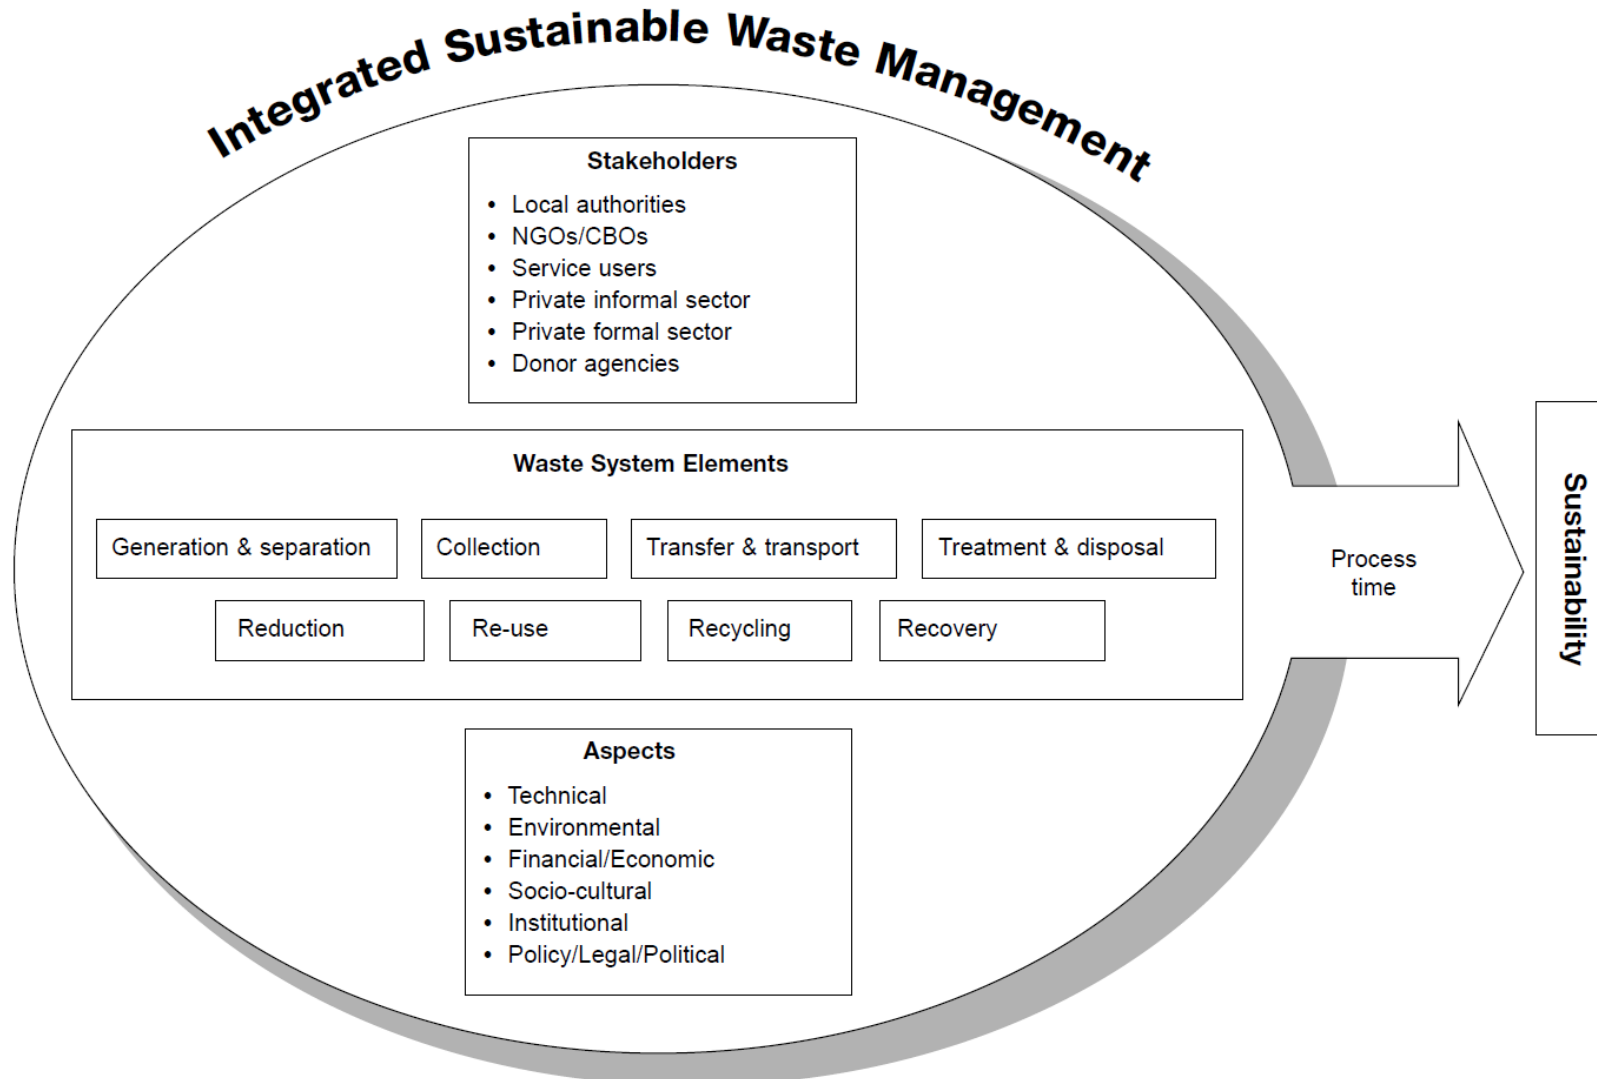 Integrated Sustainable Waste Management
Stakeholders
• Local authorities
• NGOs/CBOs
• Service users
• Private informal sector
• Private formal sector
• Donor agencies
Waste System Elements
Generation & separation
Collection
Transfer & transport
Treatment & disposal
Reduction
Re-use
Recycling
Recovery
Aspects
• Technical
• Environmental
• Financial/Economic
• Socio-cultural
• Institutional
• Policy/Legal/Political
Process
time
Sustainability